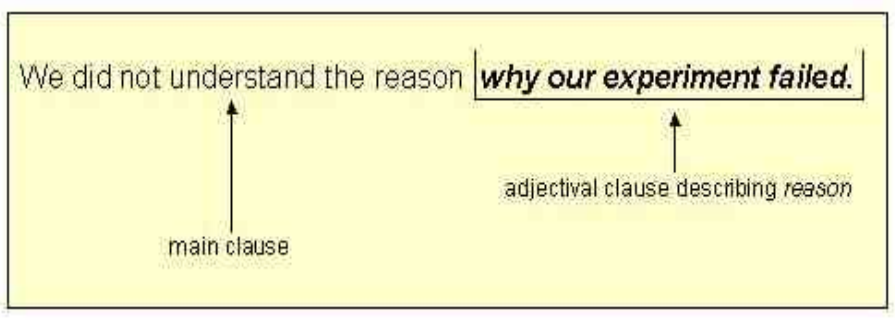 We did not understand the reason why our experiment failed.
adjectival clause describing reason
main clause